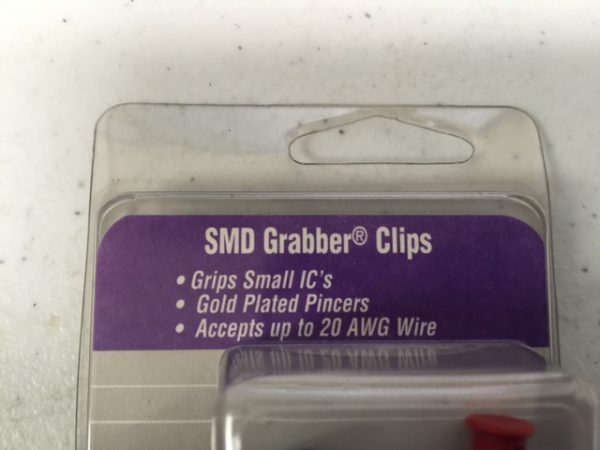 SMD Grabber® Clips
• Grips Small IC's
• Gold Plated Pincers
• Accepts up to 20 AWG Wire